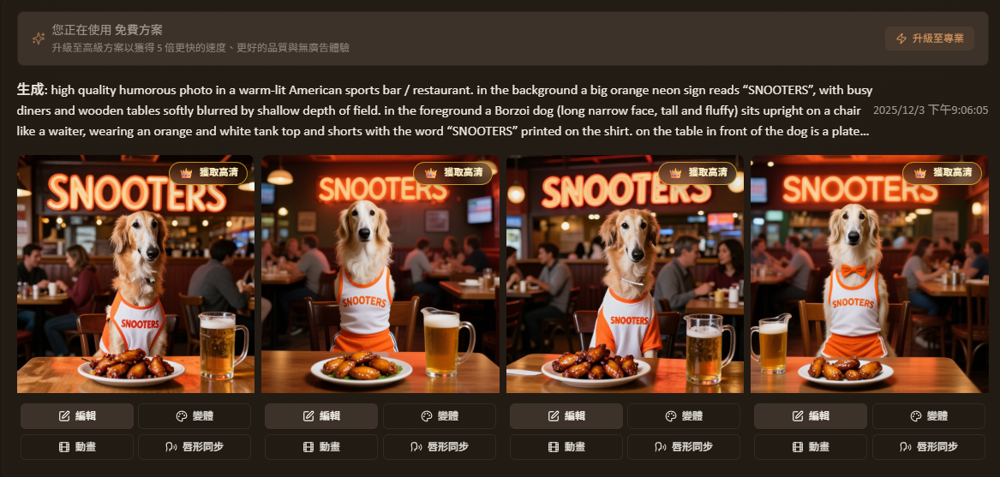 您正在使用 免費方案
升級至高級方案以獲得 5 倍更快的速度、更好的品質與無廣告體驗
升級至專業
生成: high quality humorous photo in a warm-lit American sports bar / restaurant. in the background a big orange neon sign reads “SNOOTERS”, with busy
diners and wooden tables softly blurred by shallow depth of field. in the foreground a Borzoi dog (long narrow face, tall and fluffy) sits upright on a chair
like a waiter, wearing an orange and white tank top and shorts with the word “SNOOTERS” printed on the shirt. on the table in front of the dog is a plate...
2025/12/3 下午9:06:05
獲取高清
SNOOTERS
SNOOTERS
獲取高清
SNOOTERS
SNOOTERS
獲取高清
SNOOTERS
SNOOTERS
獲取高清
SNOOTERS
SNOOTERS
編輯
變體
編輯
變體
編輯
變體
編輯
變體
動畫
唇形同步
動畫
唇形同步
動畫
唇形同步
動畫
唇形同步